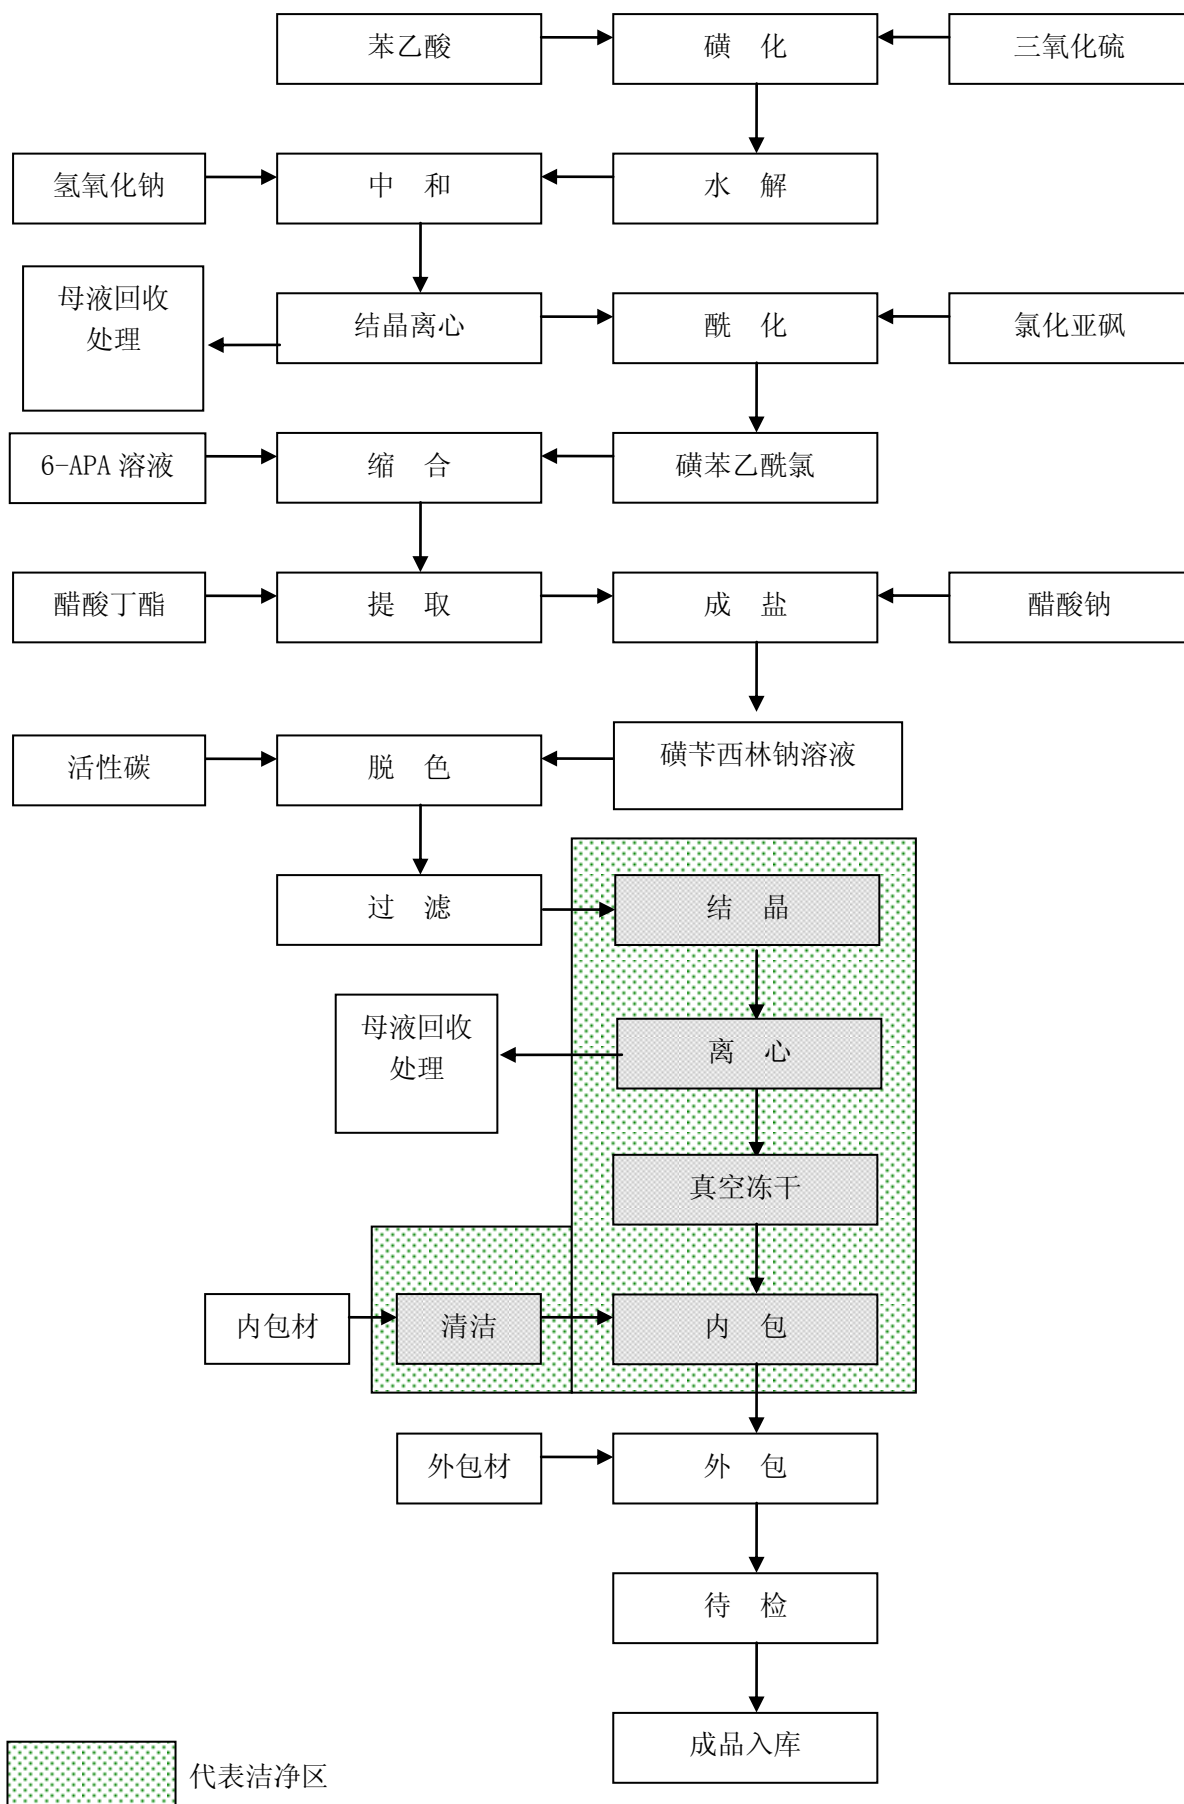 苯乙酸
磺 化
三氧化硫
氢氧化钠
中 和
水 解
母液回收
处理
结晶离心
酰化
氯化亚砜
6-APA 溶液
缩 合
磺苯乙酰氯
醋酸丁酯
提 取
成 盐
醋酸钠
活性碳
脱 色
磺苄西林钠溶液
过 滤
结 晶
母液回收
处理
离 心
真空冻干
内包材
清洁
内 包
外包材
外 包
待 检
成品入库
代表洁净区